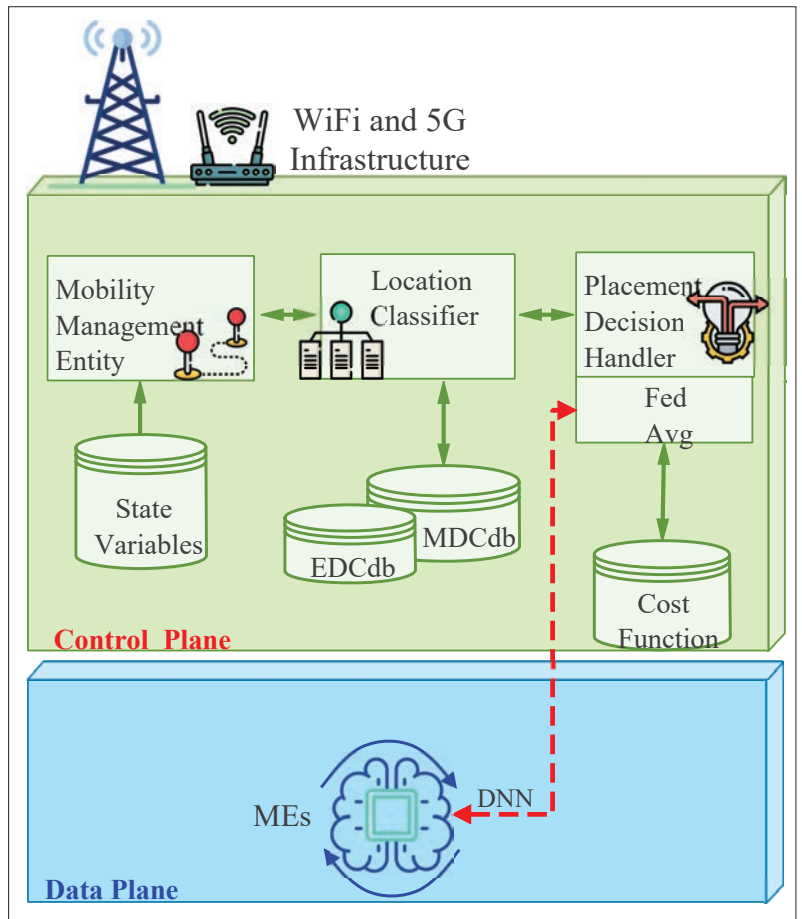 WiFi and 5G
Infrastructure
Mobility
Management
Entity
Location
Classifier
Placement
Decision
Handler
Fed
Avg
State
Variables
EDCdb
MDCdb
Cost
Function
Control Plane
MEs
DNN
Data Plane